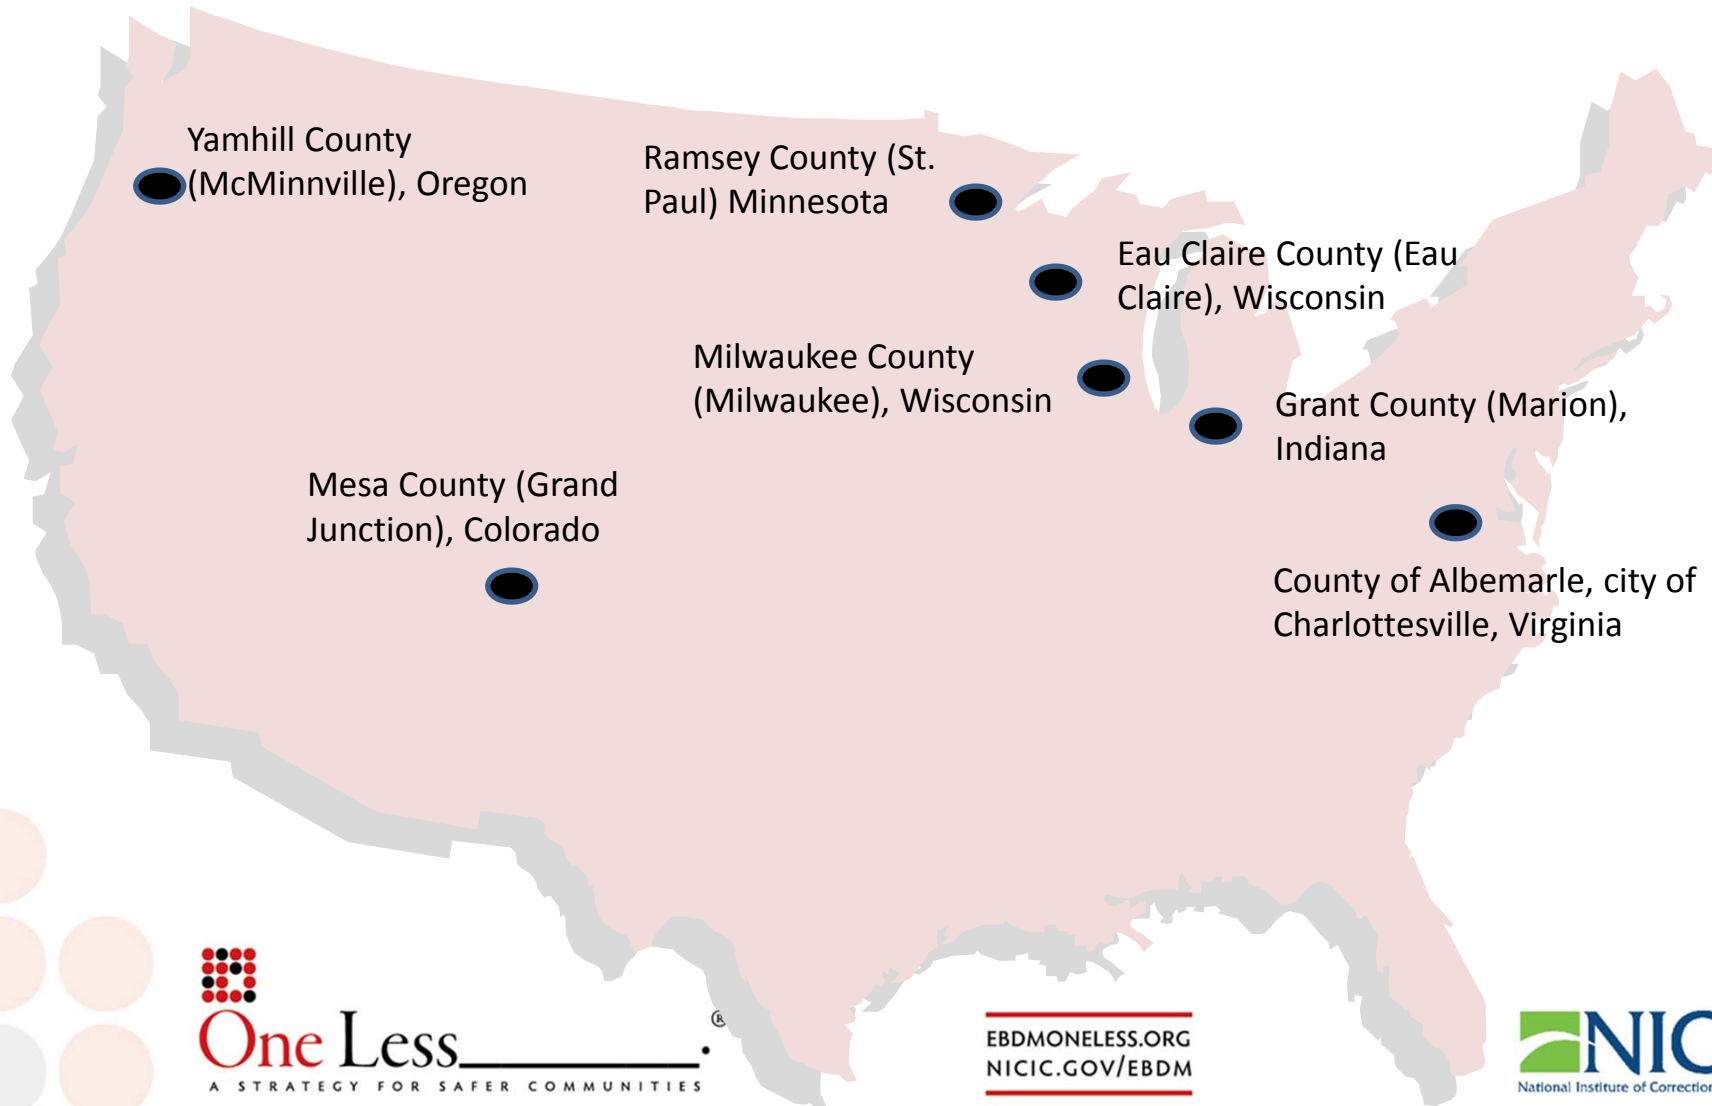 Yamhill County
(McMinnville), Oregon
Ramsey County (St.
Paul) Minnesota
Eau Claire County (Eau
Claire), Wisconsin
Milwaukee County
(Milwaukee), Wisconsin
Grant County (Marion),
Indiana
Mesa County (Grand
Junction), Colorado
County of Albemarle, city of
Charlottesville, Virginia
One Less__________.®
A STRATEGY FOR SAFER COMMUNITIES
EBDMONELESS.ORG
NICIC.GOV/EBDM
NIC
National Institute of Correction